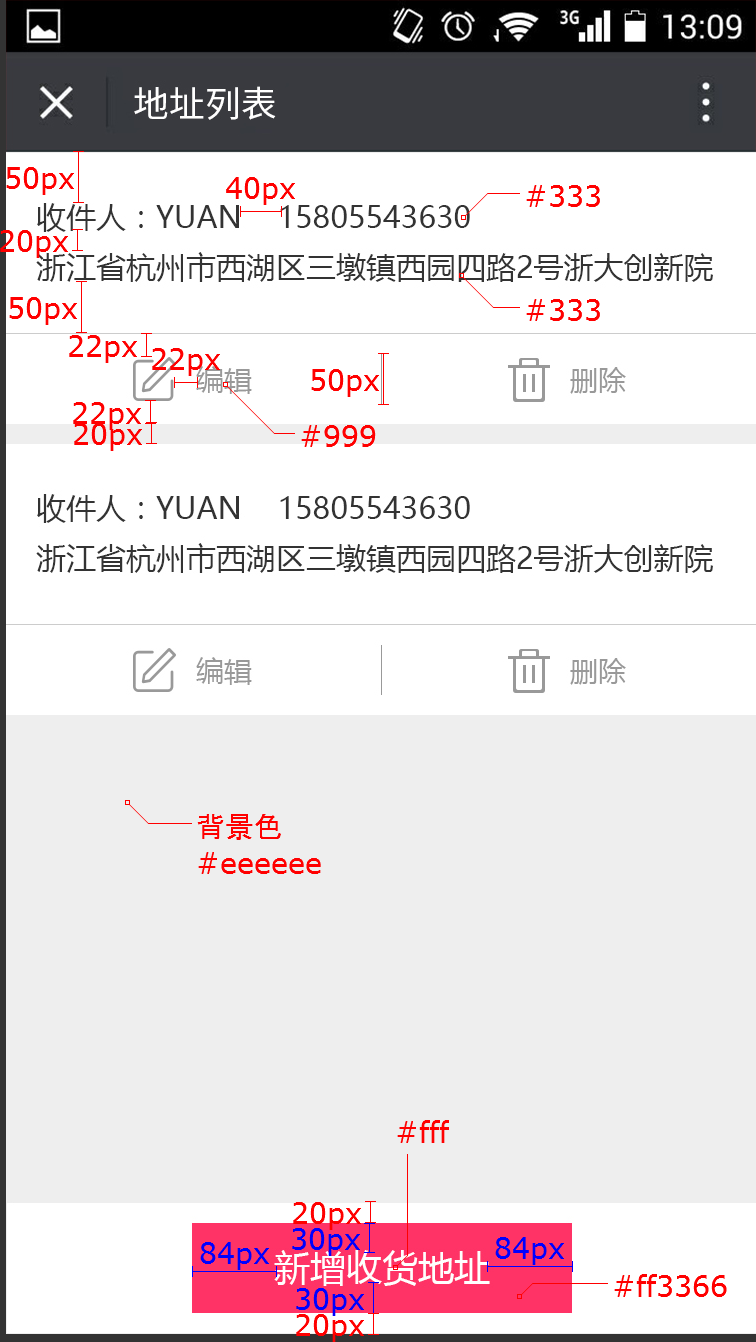 3G 13:09
地址列表
50px
40px
#333
收件人：YUAN 15805543630
20px
浙江省杭州市西湖区三墩镇西园四路2号浙大创新院
50px
#333
22px
22px
编辑
50px
删除
22px
20px
#999
收件人：YUAN 15805543630
浙江省杭州市西湖区三墩镇西园四路2号浙大创新院
编辑
删除
背景色
#eeeeee
#fff
20px
30px
84px
84px
新增收货地址
#ff3366
30px
20px